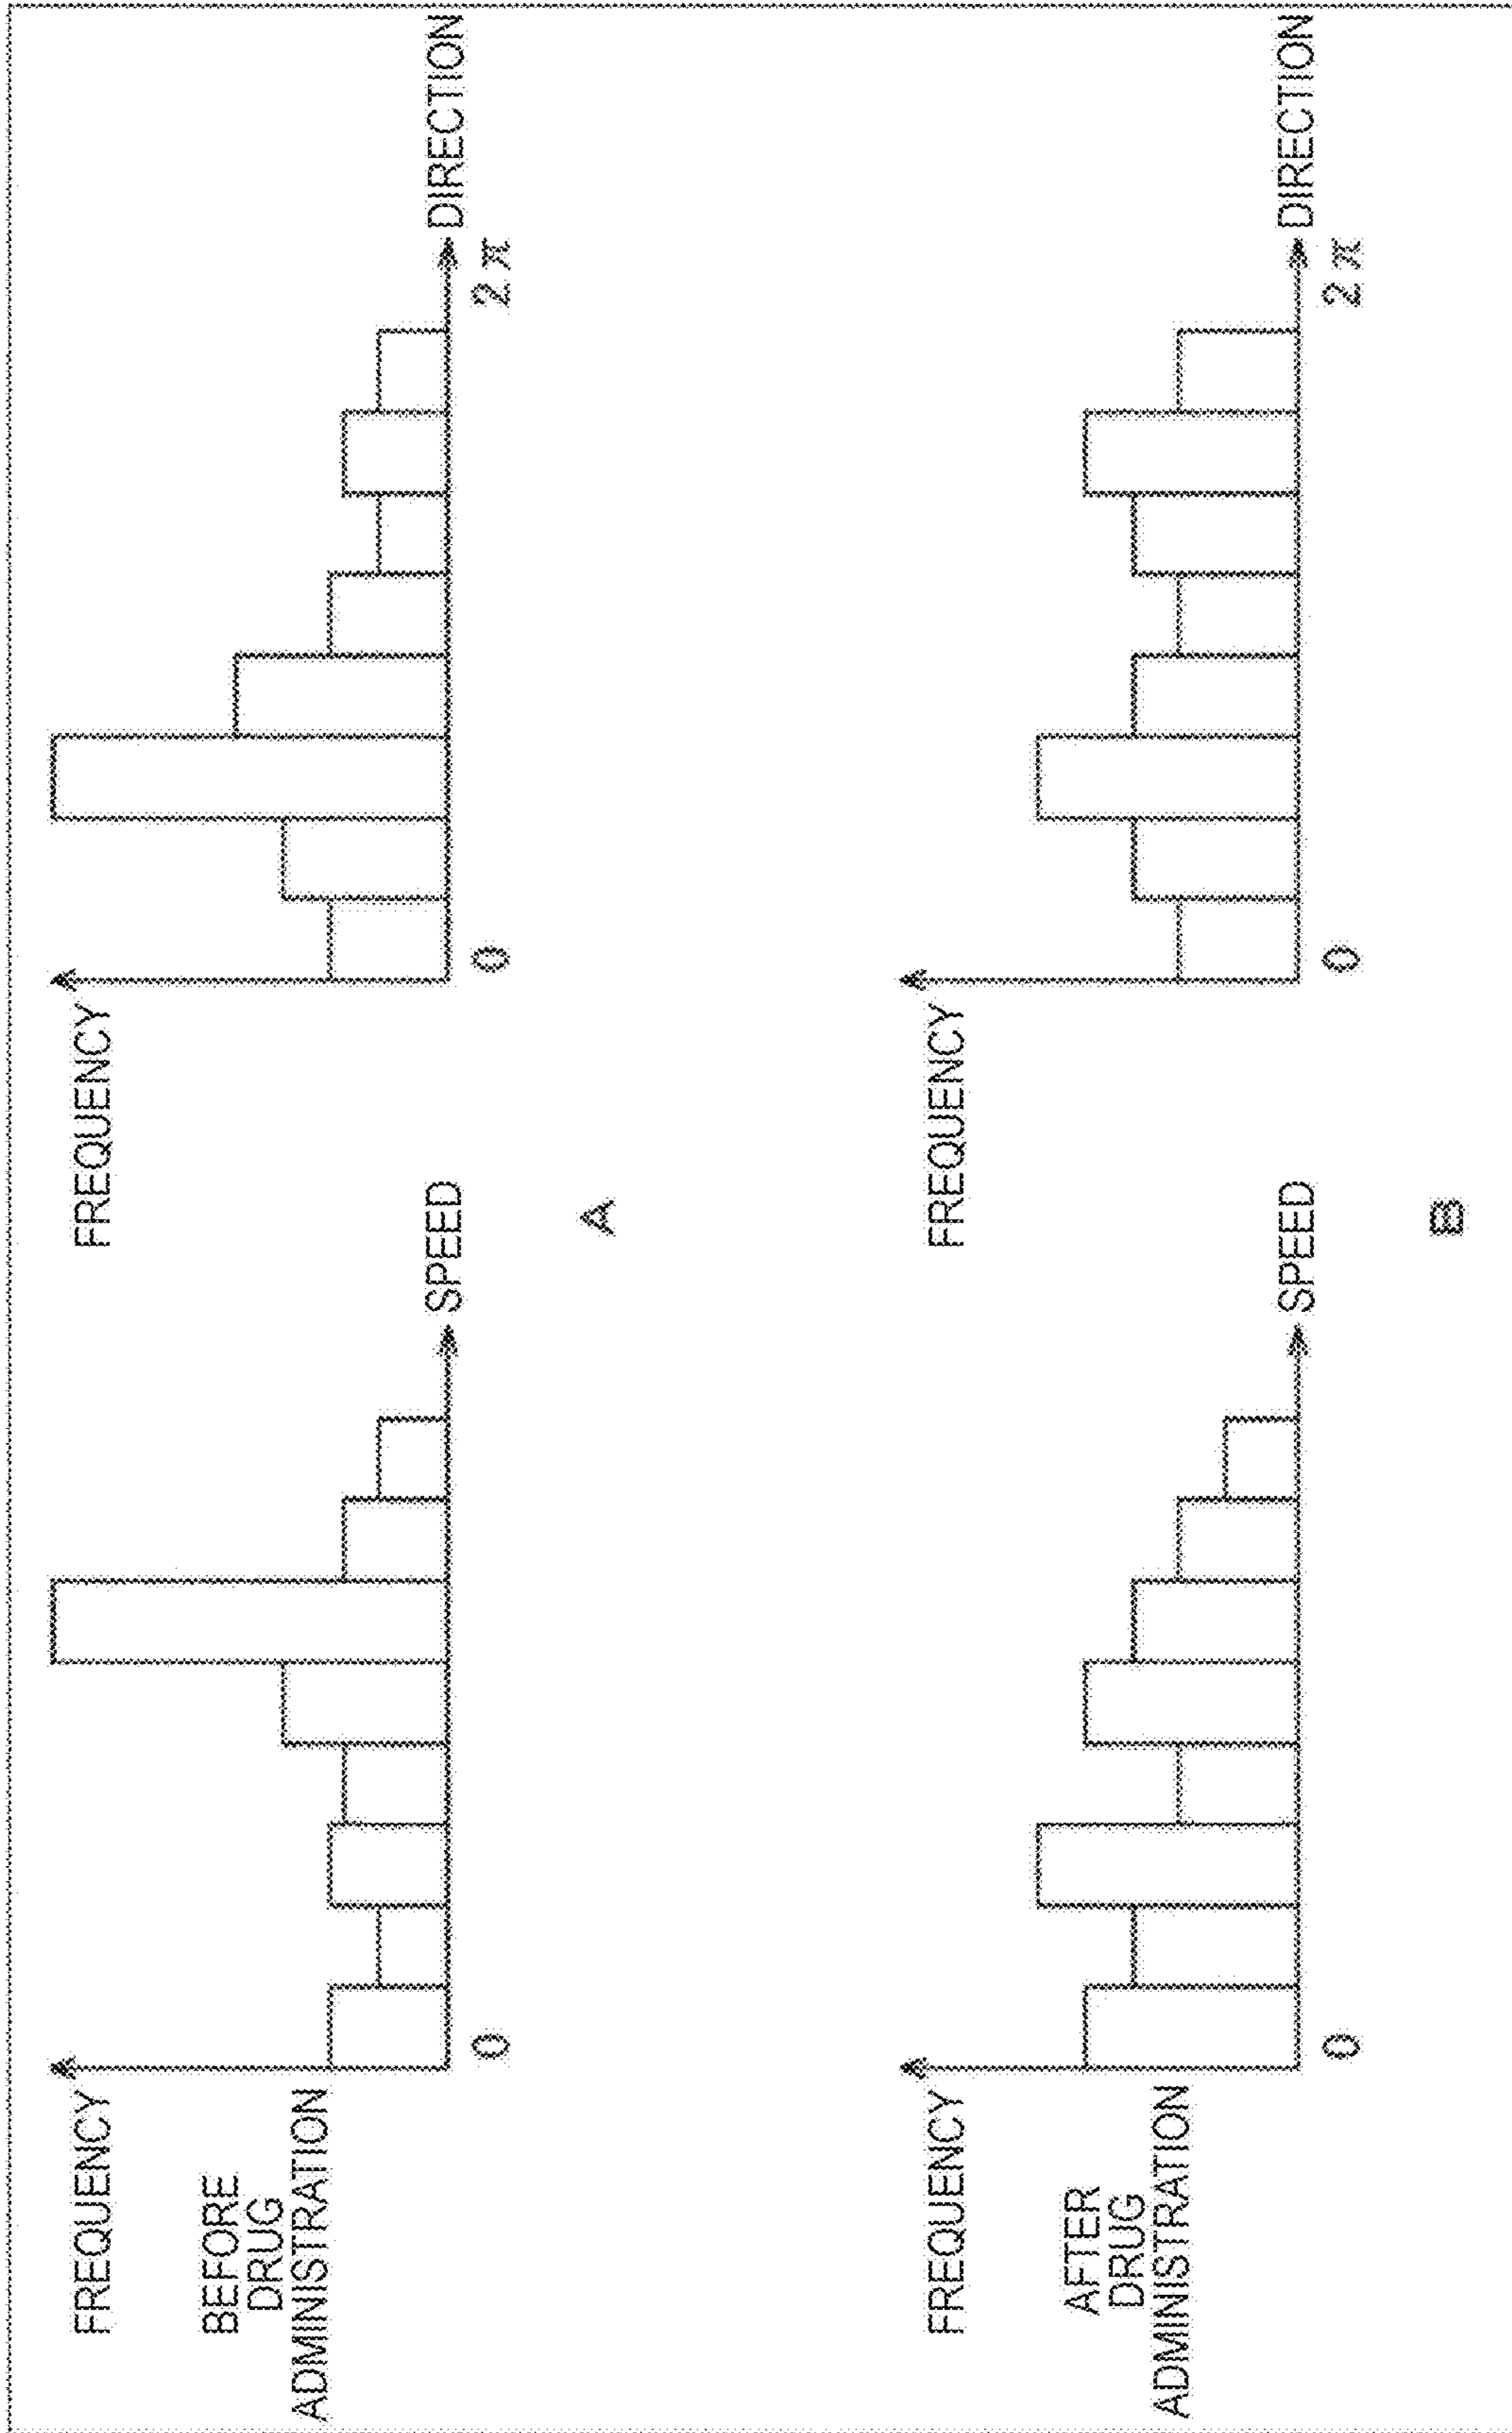 FREQUENCY
BEFORE
DRUG
ADMINISTRATION
0
SPEED
FREQUENCY
0
2π
DIRECTION
A
FREQUENCY
AFTER
DRUG
ADMINISTRATION
0
SPEED
FREQUENCY
0
2π
DIRECTION
B